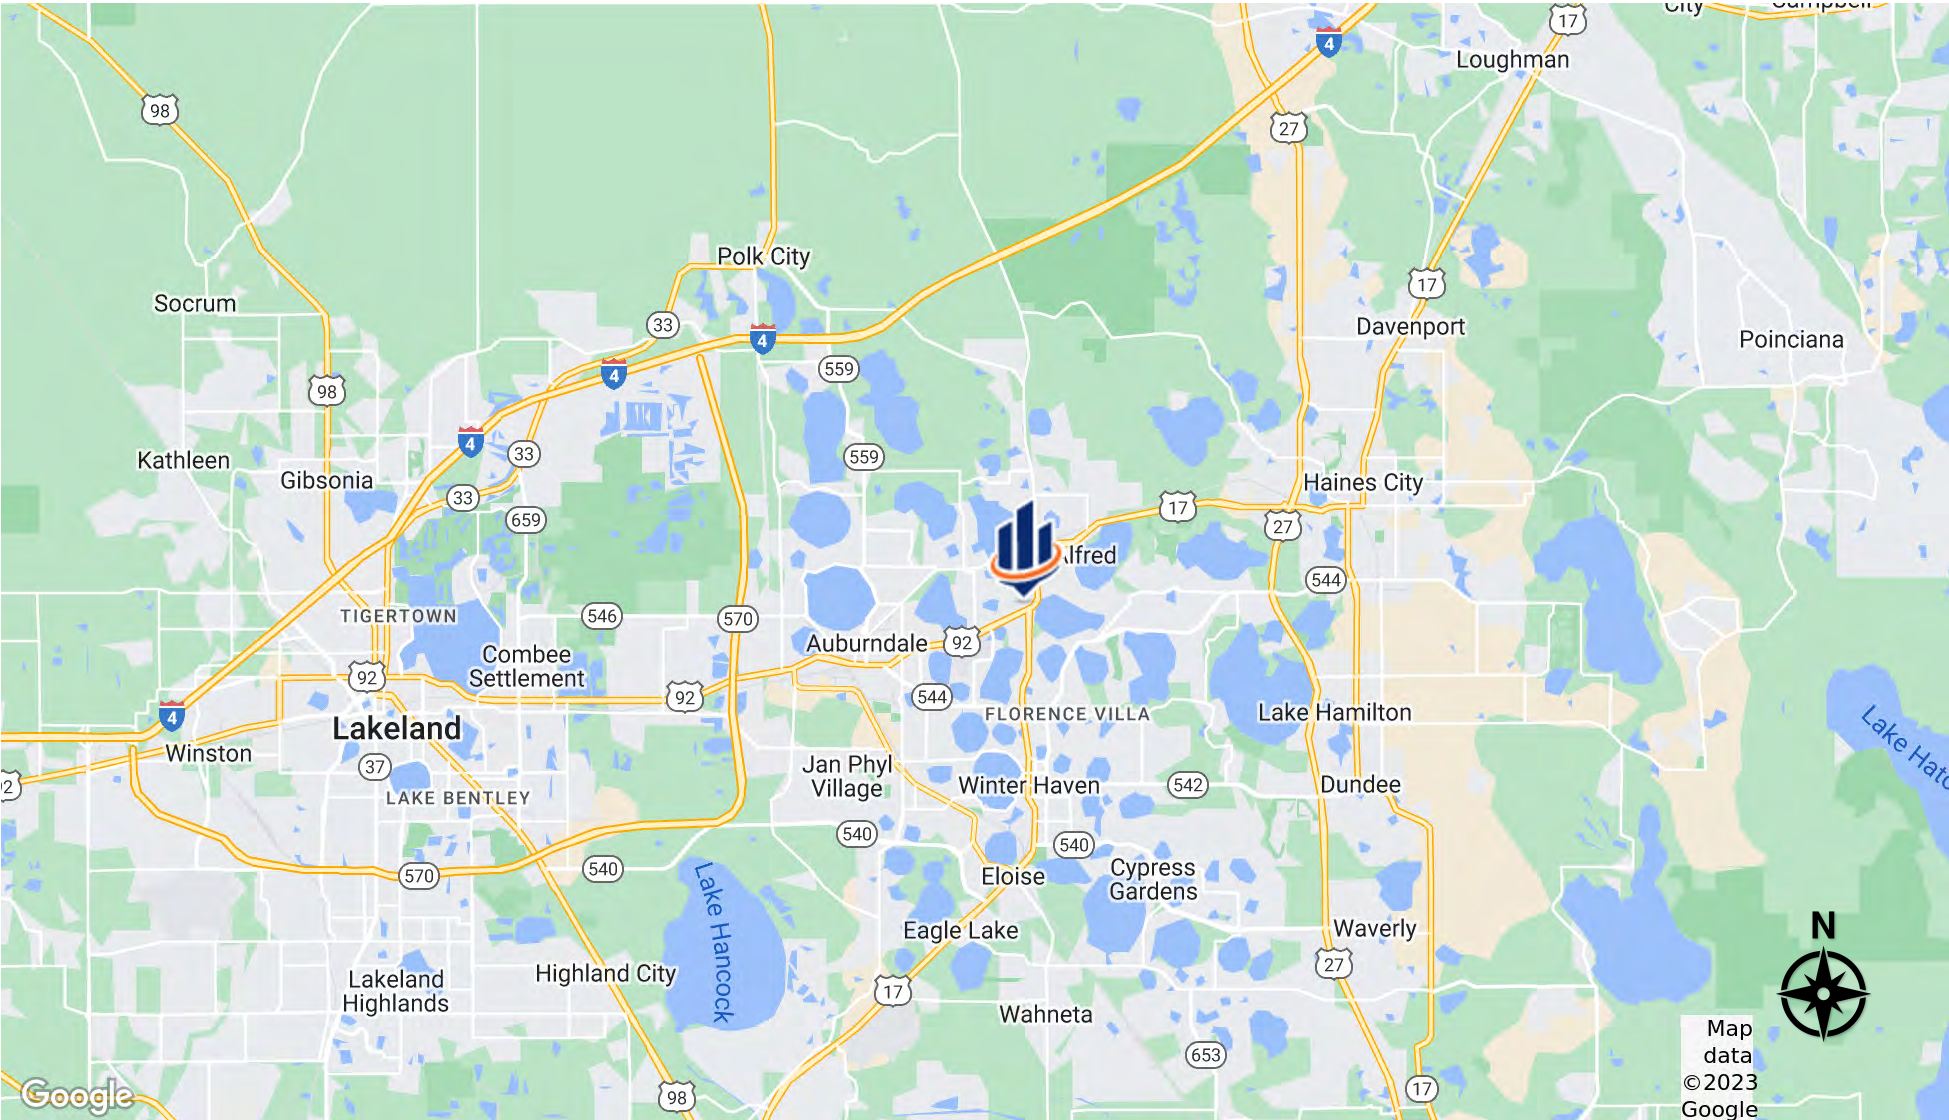 City
Campbell
17
4
Loughman
98
27
Polk City
17
Socrum
33
4
Davenport
Poinciana
559
4
98
4
33
559
Kathleen
Gibsonia
Haines City
33
17
659
27
Alfred
544
TIGERTOWN
546
570
Auburndale
92
Combee
Settlement
92
92
544
4
FLORENCE VILLA
Lake Hamilton
Lakeland
Winston
37
Jan Phyl
Village
Winter Haven
542
Dundee
92
LAKE BENTLEY
540
540
570
540
Eloise
Cypress
Gardens
Lake Hancock
Eagle Lake
Waverly
N
27
Lakeland
Highlands
Highland City
17
Wahneta
653
98
17
Google
Map
data
©2023
Google